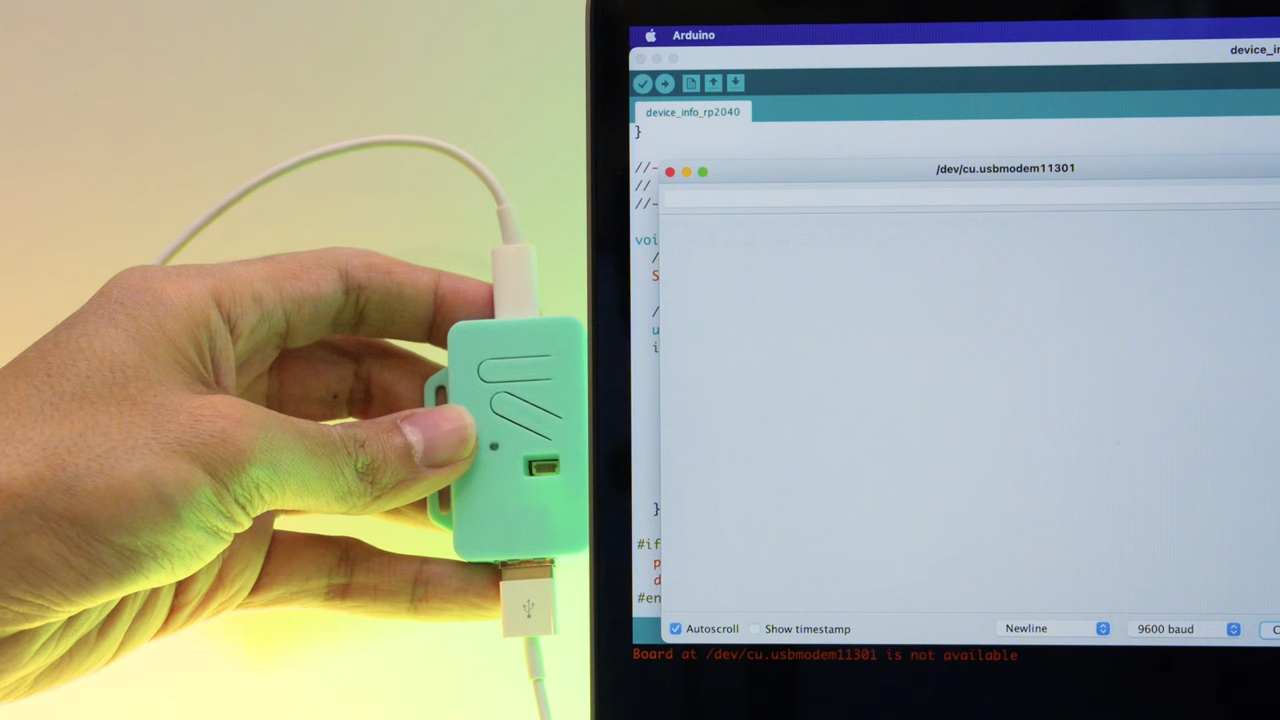 Arduino
device_in
device_info_rp2040
}
/dev/cu.usbmodem11301
//-
//
//-
voi
/
S
/
u
i
}
#if
p
d
#en
Autoscroll
Show timestamp
Newline
9600 baud
C
Board at /dev/cu.usbmodem11301 is not available